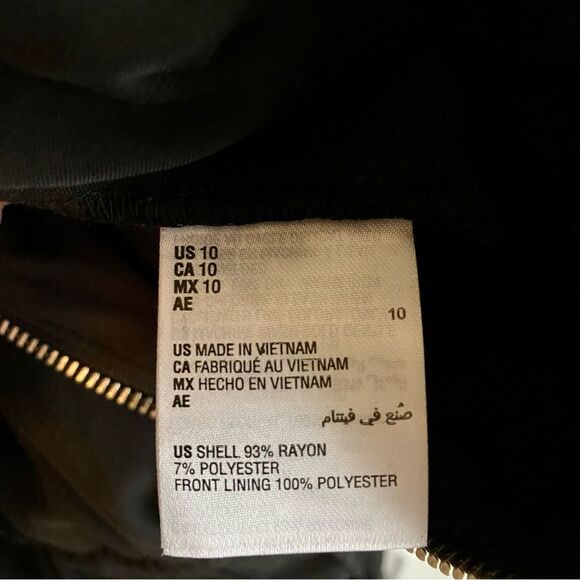 US 10
CA 10
MX 10
AE
10
US MADE IN VIETNAM
CA FABRIQUÉ AU VIETNAM
MX HECHO EN VIETNAM
AE
صُنع في فيتنام
US SHELL 93% RAYON
7% POLYESTER
FRONT LINING 100% POLYESTER